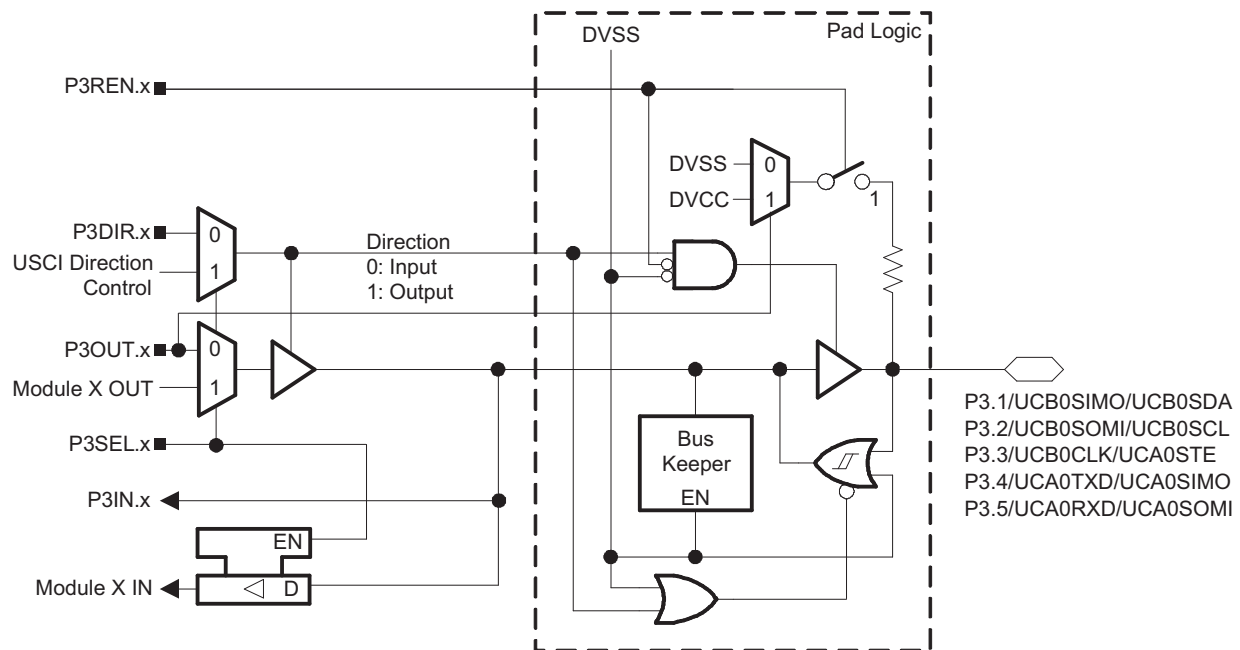 DVSS
Pad Logic
P3REN.x
DVSS
0
DVCC
1
1
P3DIR.x
0
USCI Direction
Control
1
Direction
0: Input
1: Output
P3OUT.x
0
Module X OUT
1
P3SEL.x
P3IN.x
EN
Module X IN
D
Bus
Keeper
EN
P3.1/UCB0SIMO/UCB0SDA
P3.2/UCB0SOMI/UCB0SCL
P3.3/UCB0CLK/UCA0STE
P3.4/UCA0TXD/UCA0SIMO
P3.5/UCA0RXD/UCA0SOMI